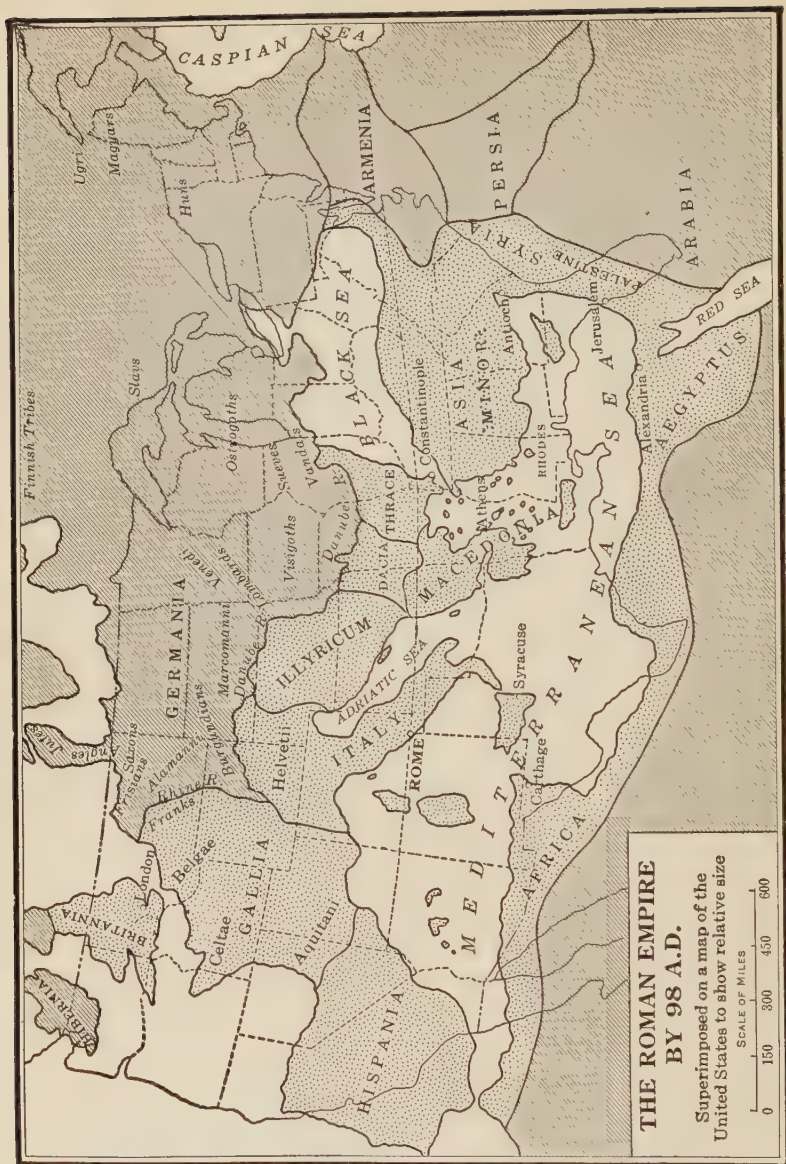 CASPIAN SEA
Ugri
Magyars
Huns
ARMENIA
PERSIA
ARABIA
SYRIA
PALESTINE
RED SEA
Finnish Tribes
Slavs
Ostrogoths
Sueves
Vandals
BLACK SEA
Constantinople
ASIA
MINOR
Antioch
Jerusalem
Alexandria
AEGYPTUS
RHODES
Athens
THRACE
DACIA
MACEDONIA
Danube R.
Visigoths
Lombards
Venedi
GERMANIA
Marcomanni
Danube R.
Burgundians
Alamanni
Rhine R.
Franks
Frisians
Saxons
Angles
Jutes
ILLYRICUM
ADRIATIC SEA
ITALY
ROME
Helvetii
Syracuse
Carthage
MEDITERRANEAN SEA
AFRICA
London
BRITANNIA
HIBERNIA
Belgae
GALLIA
Celtae
Aquitani
HISPANIA
THE ROMAN EMPIRE
BY 98 A.D.
Superimposed on a map of the
United States to show relative size
SCALE OF MILES
0 150 300 450 600